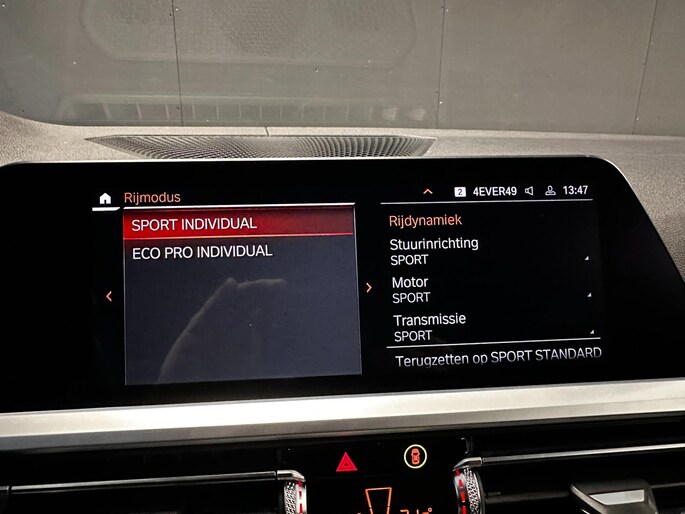 Rijmodus
2 4EVER49 13:47
SPORT INDIVIDUAL
ECO PRO INDIVIDUAL
Rijdynamiek
Stuurinrichting
SPORT
Motor
SPORT
Transmissie
SPORT
Terugzetten op SPORT STANDARD